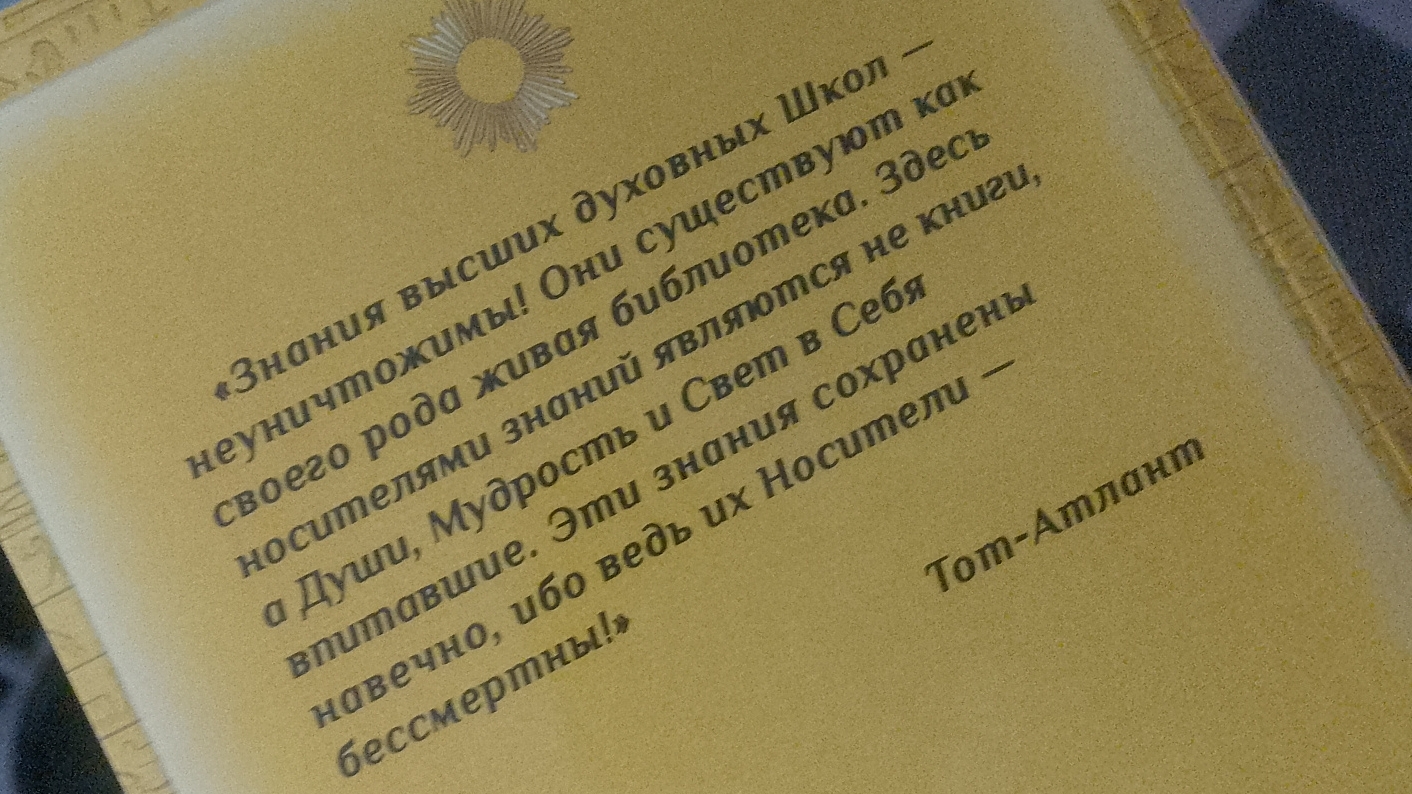 «Знания высших духовных Школ –
неуничтожимы! Они существуют как
своего рода живая библиотека. Здесь
носителями знаний являются не книги,
а Души, Мудрость и Свет в Себя
впитавшие. Эти знания сохранены
навечно, ибо ведь их Носители –
бессмертны!»
Тот-Атлант